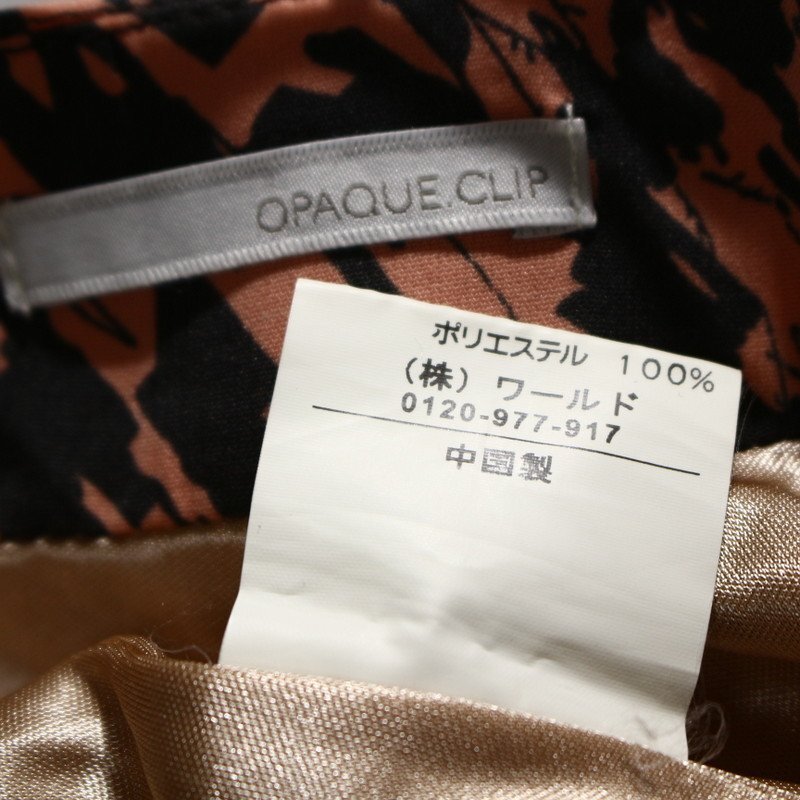 OPAQUE.CLIP
ポリエステル 100%
(株) ワールド
0120-977-917
中国製